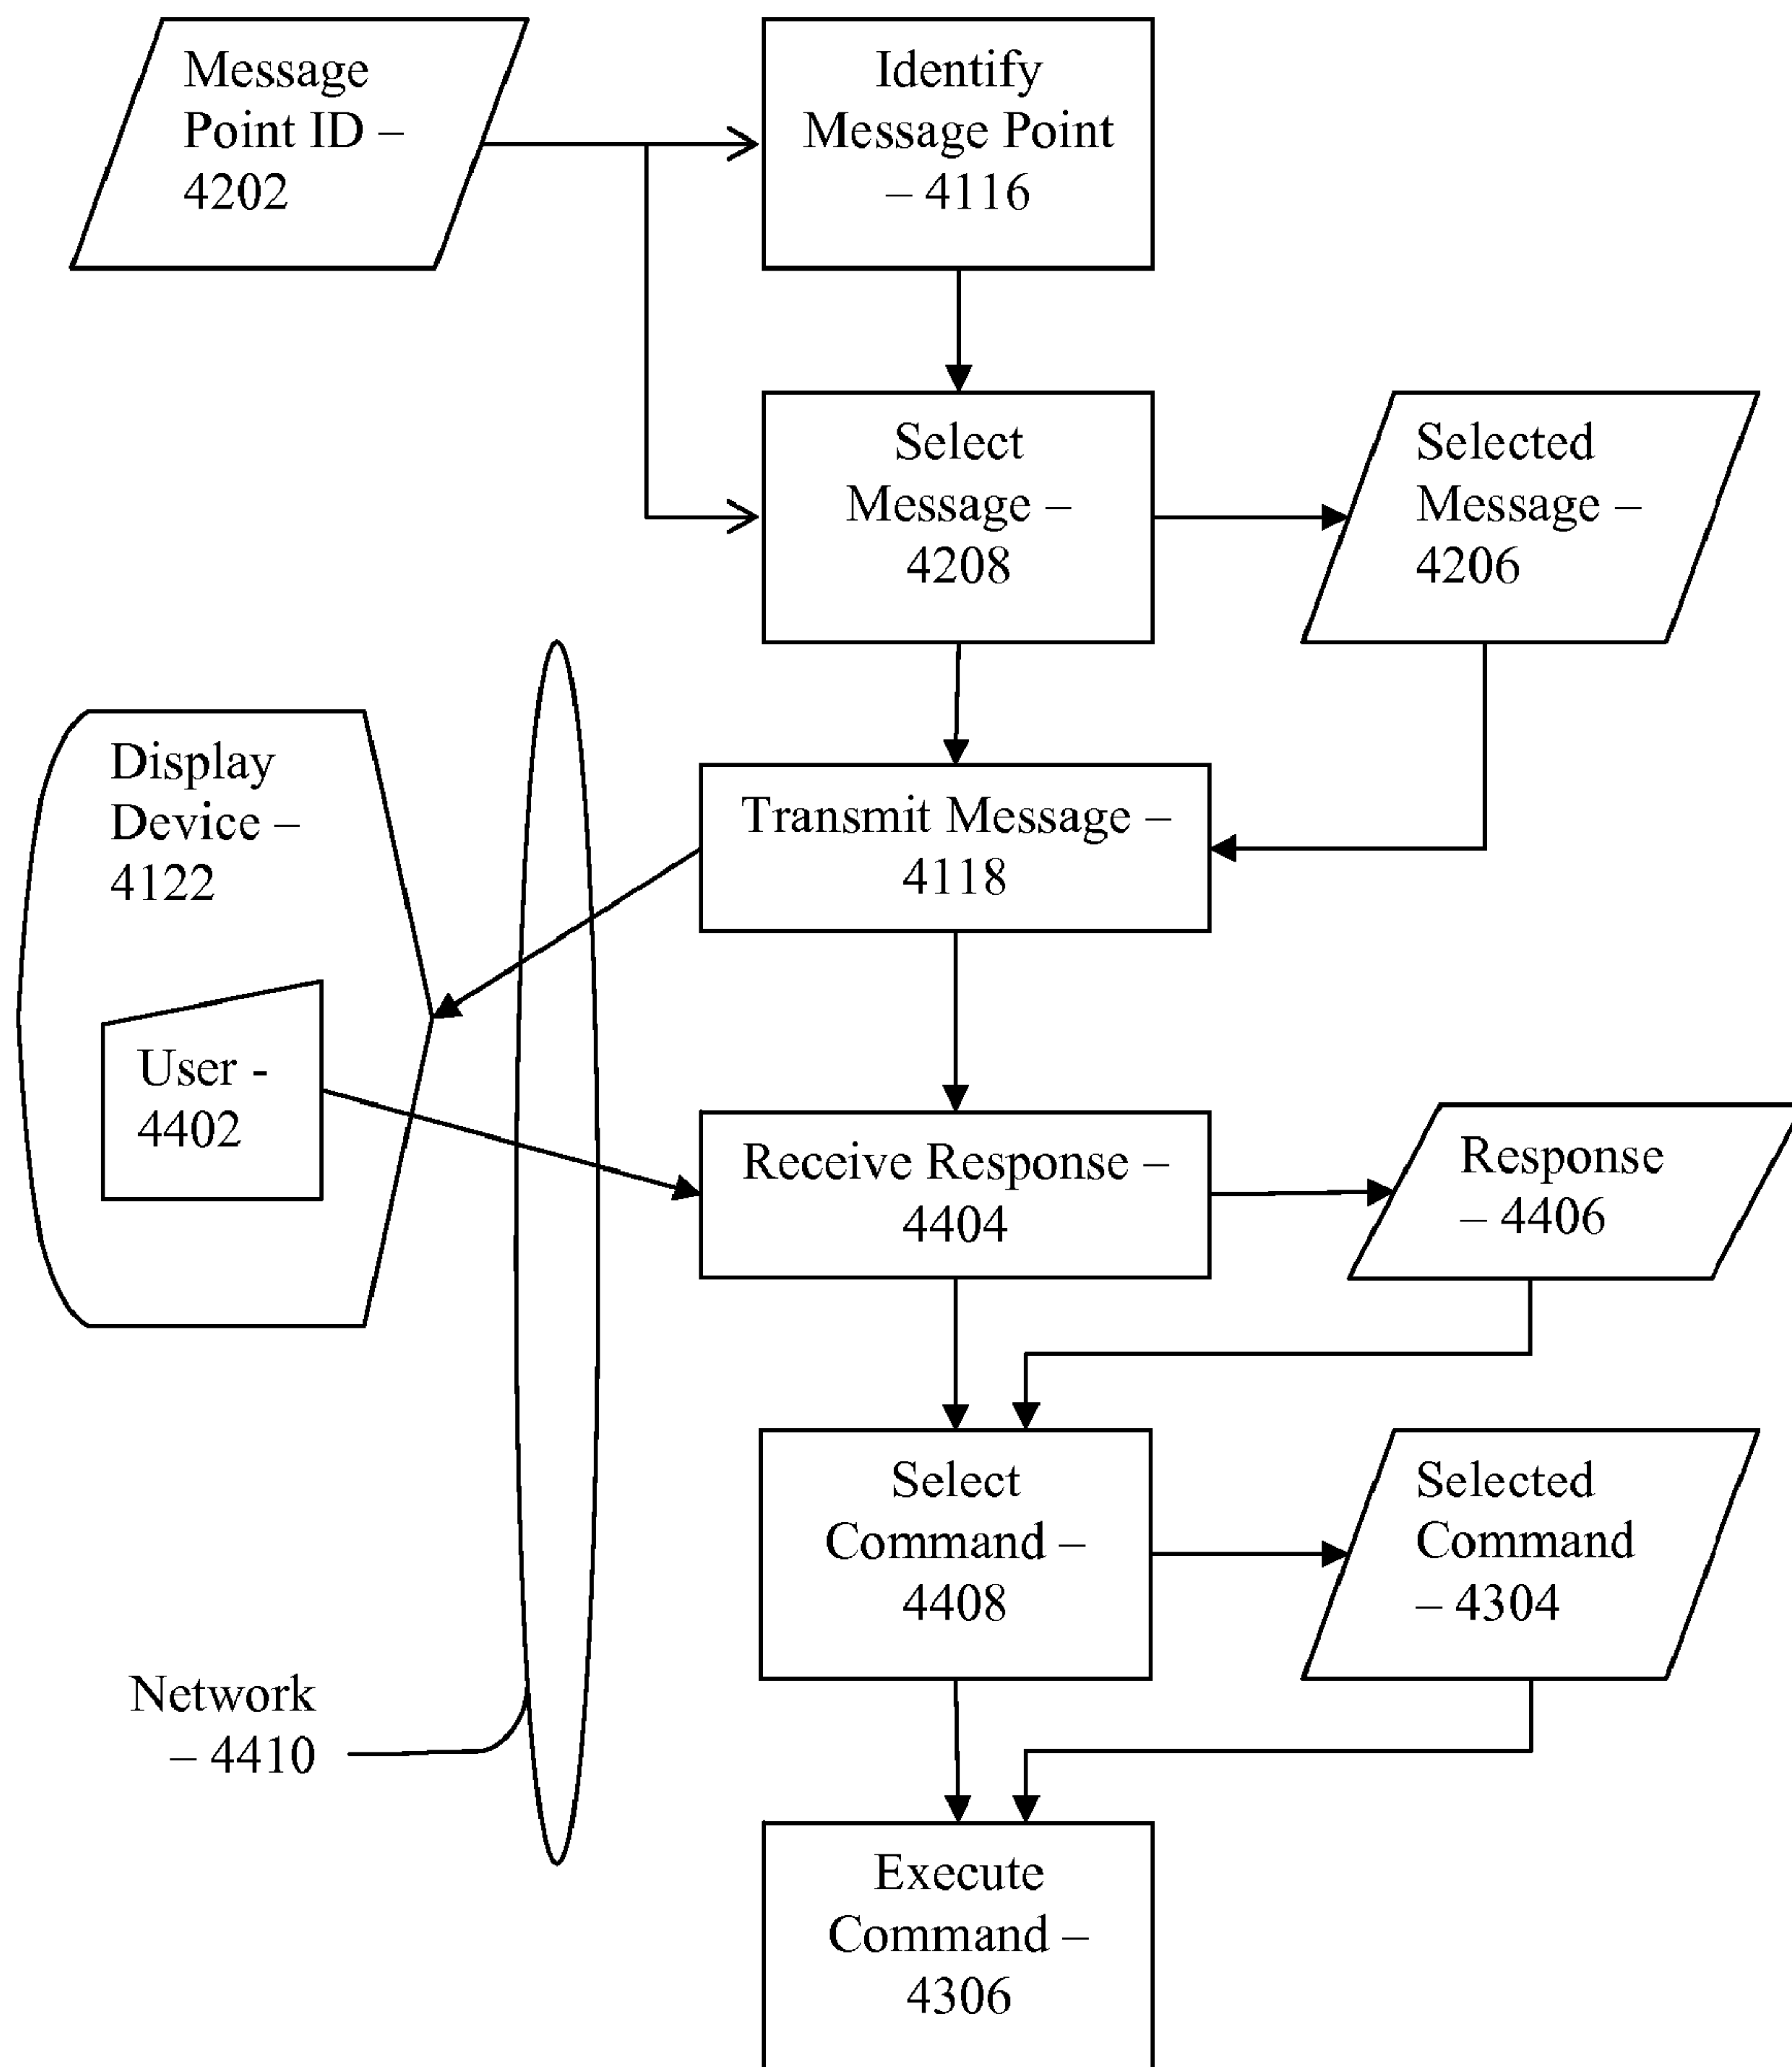 Message
Point ID –
4202
Identify
Message Point
– 4116
Select
Message –
4208
Selected
Message –
4206
Display
Device –
4122
Transmit Message –
4118
User -
4402
Receive Response –
4404
Response
– 4406
Select
Command –
4408
Selected
Command
– 4304
Network
– 4410
Execute
Command –
4306